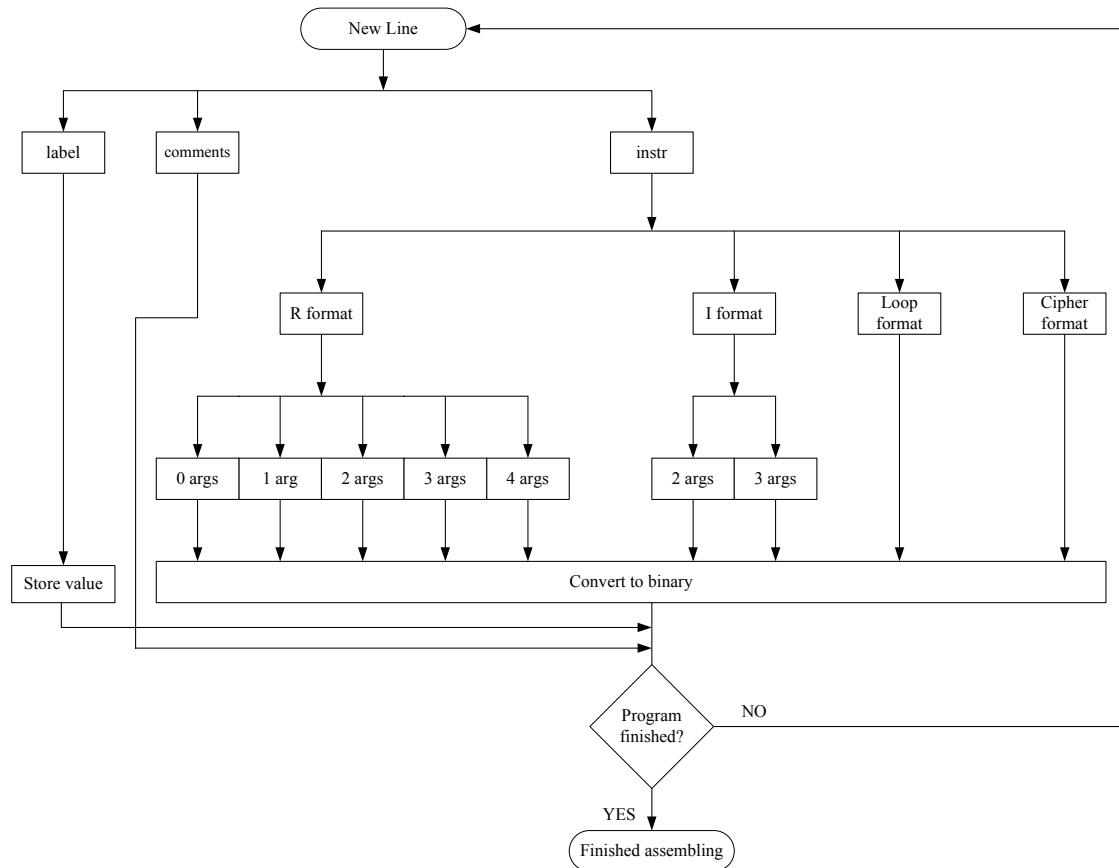 New Line
label
comments
instr
R format
I format
Loop
format
Cipher
format
0 args
1 arg
2 args
3 args
4 args
2 args
3 args
Store value
Convert to binary
Program
finished?
NO
YES
Finished assembling